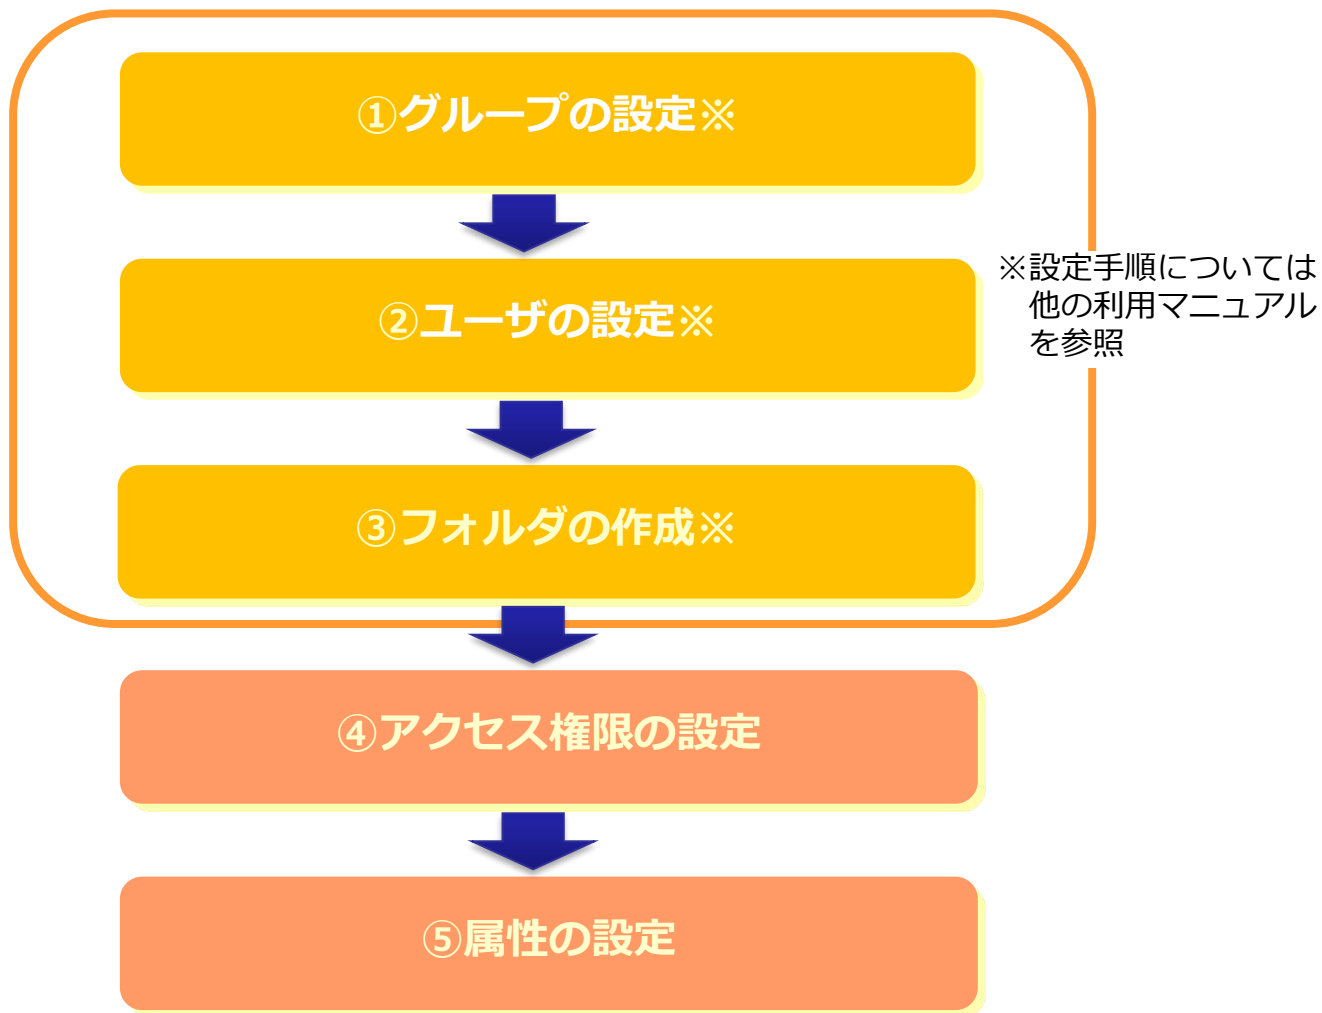 ①グループの設定※
②ユーザの設定※
※設定手順については
他の利用マニュアル
を参照
③フォルダの作成※
④アクセス権限の設定
⑤属性の設定